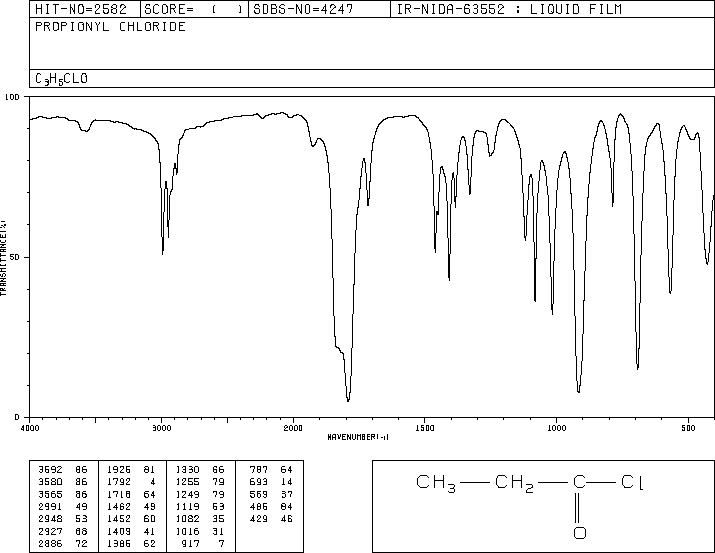 HIT-NO=2582 SCORE= ( ) SDBS-NO=4247 IR-NIDA-63552 : LIQUID FILM
PROPIONYL CHLORIDE
C3H5CLO
100
50
0
TRANSMITTANCE(%)
4000 3000 2000 1500 1000 500
WAVENUMBER(-1)
3592 86 1925 81 1330 66 787 64
3580 86 1792 4 1255 79 693 14
3565 86 1718 64 1249 79 569 37
2991 49 1462 49 1119 53 486 84
2948 53 1452 60 1082 35 429 46
2927 68 1409 41 1016 31
2886 72 1386 62 917 7
CH3 CH2 C Cl
O